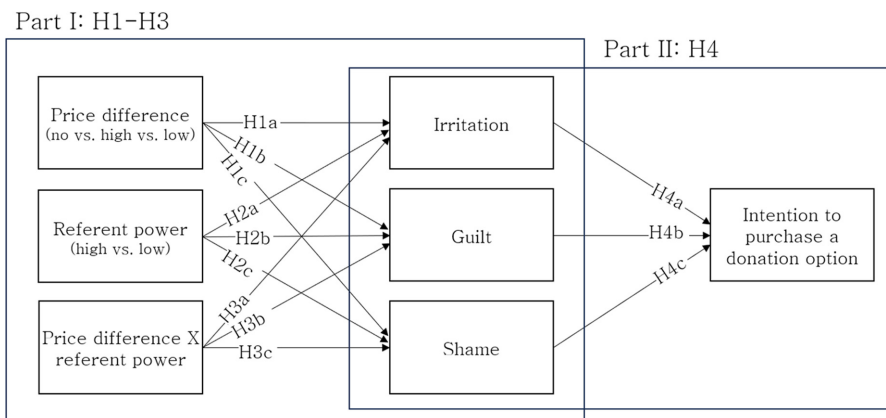 Part I: H1-H3
Part II: H4
Price difference
(no vs. high vs. low)
Referent power
(high vs. low)
Price difference X
referent power
H1a
H1b
H1c
H2a
H2b
H2c
H3a
H3b
H3c
Irritation
Guilt
Shame
H4a
H4b
H4c
Intention to
purchase a
donation option